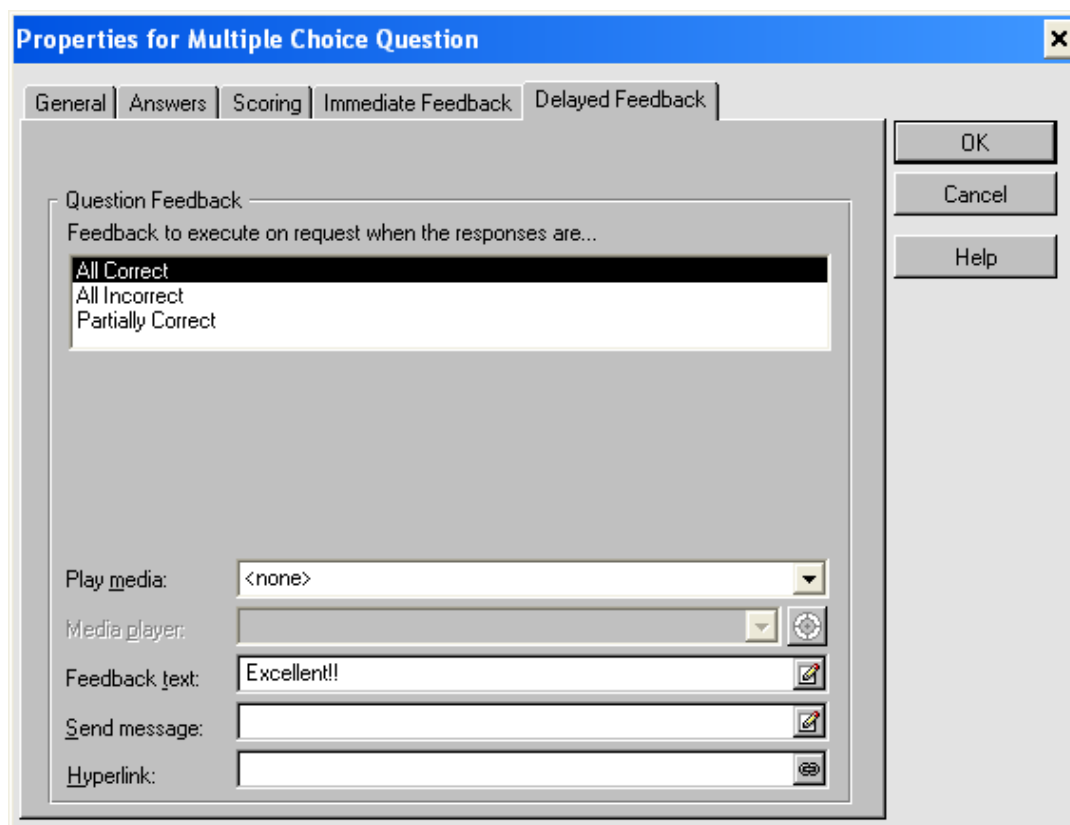 Properties for Multiple Choice Question
General Answers Scoring Immediate Feedback Delayed Feedback
OK
Cancel
Help
Question Feedback
Feedback to execute on request when the responses are...
All Correct
All Incorrect
Partially Correct
Play media: <none>
Media player:
Feedback text: Excellent!!
Send message:
Hyperlink: